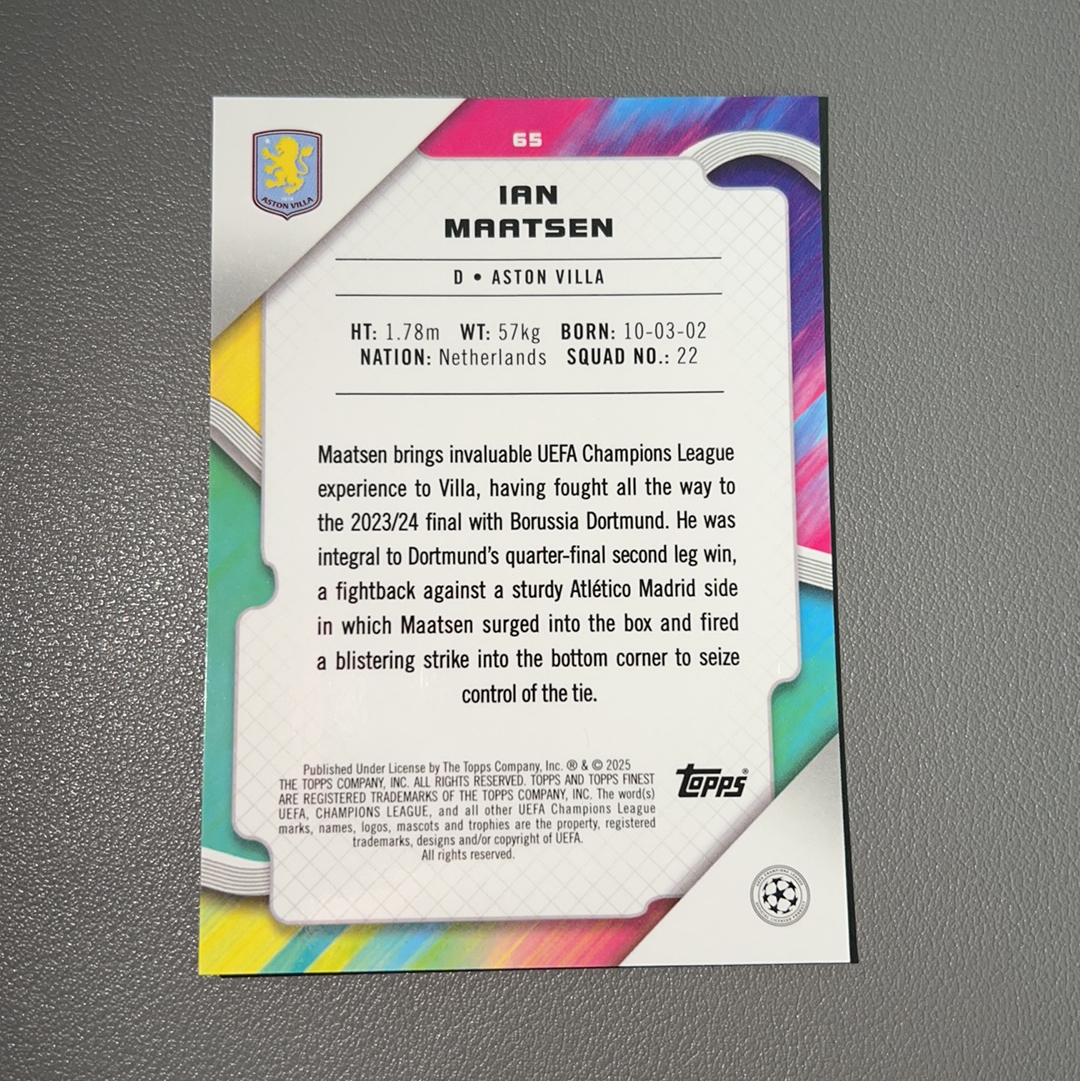 65
ASTON VILLA
IAN
MAATSEN
D • ASTON VILLA
HT: 1.78m WT: 57kg BORN: 10-03-02
NATION: Netherlands SQUAD NO.: 22
Maatsen brings invaluable UEFA Champions League
experience to Villa, having fought all the way to
the 2023/24 final with Borussia Dortmund. He was
integral to Dortmund's quarter-final second leg win,
a fightback against a sturdy Atlético Madrid side
in which Maatsen surged into the box and fired
a blistering strike into the bottom corner to seize
control of the tie.
Published Under License by The Topps Company, Inc. ® & © 2025
THE TOPPS COMPANY, INC. ALL RIGHTS RESERVED. TOPPS AND TOPPS FINEST
ARE REGISTERED TRADEMARKS OF THE TOPPS COMPANY, INC. The word(s)
UEFA, CHAMPIONS LEAGUE, and all other UEFA Champions League
marks, names, logos, mascots and trophies are the property, registered
trademarks, designs and/or copyright of UEFA.
All rights reserved.
Topps®